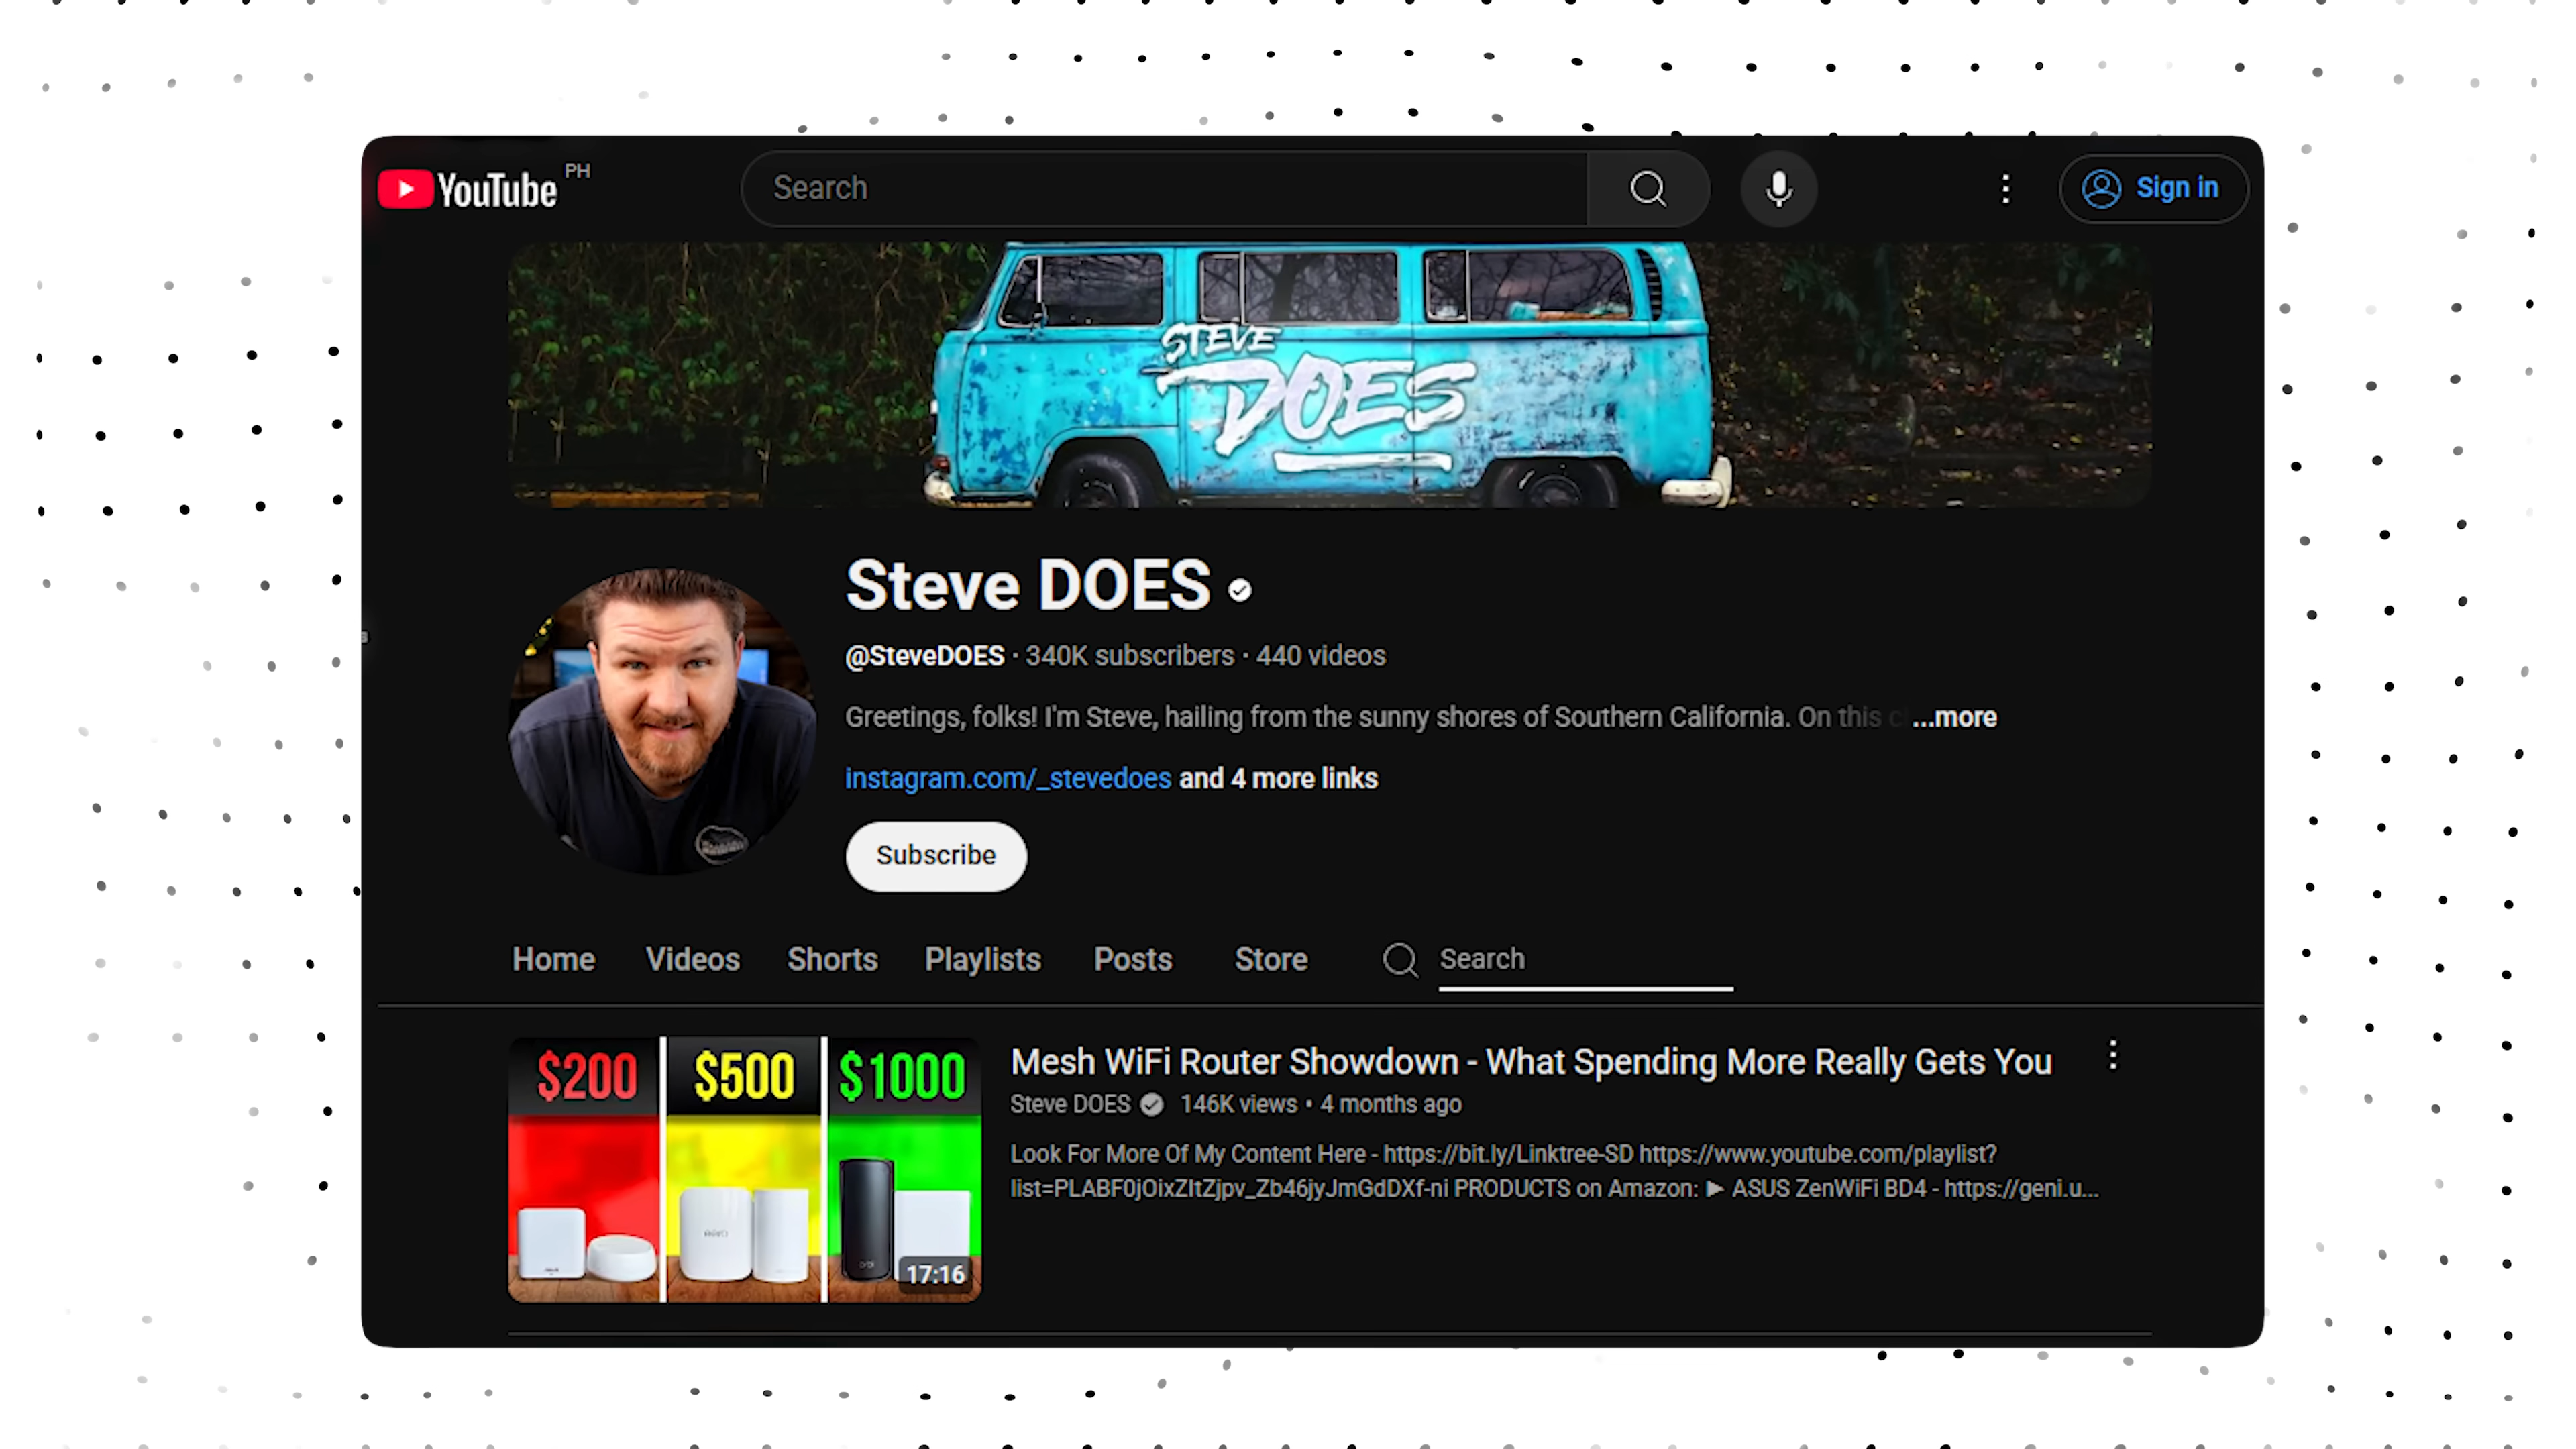 YouTube PH
Search
Sign in
STEVE
DOES
Steve DOES
@SteveDOES · 340K subscribers · 440 videos
Greetings, folks! I'm Steve, hailing from the sunny shores of Southern California. On this c ...more
instagram.com/_stevedoes and 4 more links
Subscribe
Home Videos Shorts Playlists Posts Store Search
$200 $500 $1000
17:16
Mesh WiFi Router Showdown - What Spending More Really Gets You
Steve DOES 146K views • 4 months ago
Look For More Of My Content Here - https://bit.ly/Linktree-SD https://www.youtube.com/playlist?
list=PLABF0jOixZItZjpv_Zb46jyJmGdDXf-ni PRODUCTS on Amazon: ► ASUS ZenWiFi BD4 - https://geni.u...